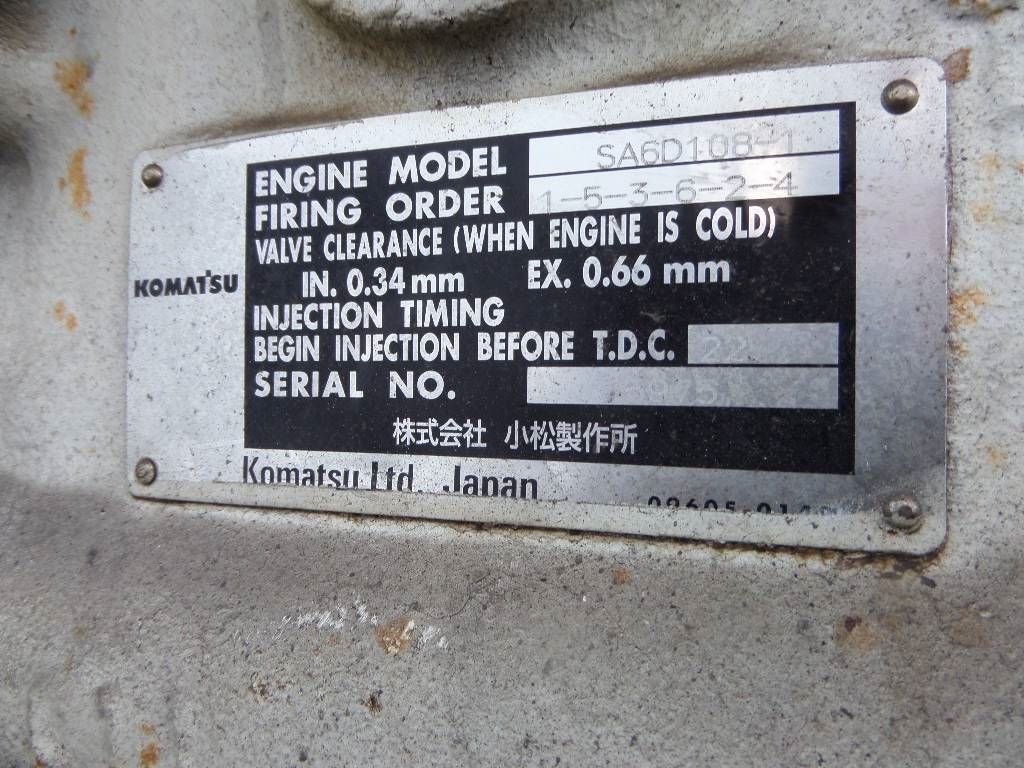 ENGINE MODEL SA6D108-1
FIRING ORDER 1-5-3-6-2-4
VALVE CLEARANCE (WHEN ENGINE IS COLD)
KOMATSU
IN. 0.34 mm EX. 0.66 mm
INJECTION TIMING
BEGIN INJECTION BEFORE T.D.C. 22
SERIAL NO.
株式会社 小松製作所
Komatsu Ltd. Japan